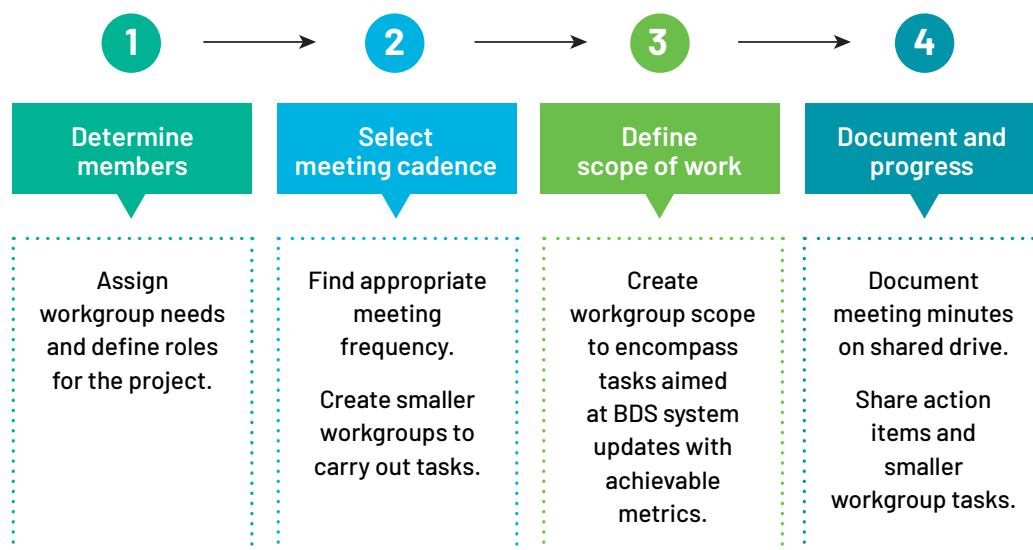 1
2
3
4
Determine
members
Select
meeting cadence
Define
scope of work
Document and
progress
Assign
workgroup needs
and define roles
for the project.
Find appropriate
meeting
frequency.
Create smaller
workgroups to
carry out tasks.
Create
workgroup scope
to encompass
tasks aimed
at BDS system
updates with
achievable
metrics.
Document
meeting minutes
on shared drive.
Share action
items and
smaller
workgroup tasks.